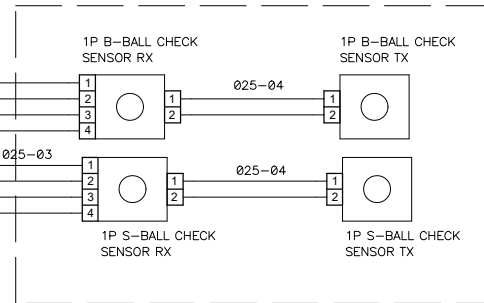 1P B-BALL CHECK
SENSOR RX
1P B-BALL CHECK
SENSOR TX
1
2
3
4
1
2
025-04
1
2
025-03
1
2
3
4
1
2
025-04
1
2
1P S-BALL CHECK
SENSOR RX
1P S-BALL CHECK
SENSOR TX